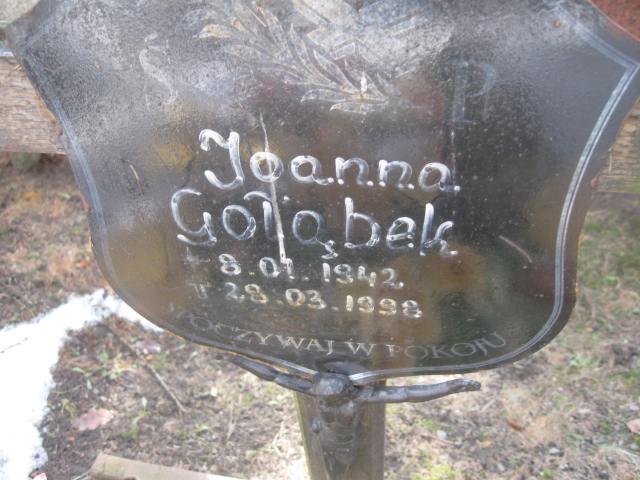 P
Joanna
Gołąbek
* 8.01.1942
† 28.03.1998
SPOCZYWAJ W POKOJU